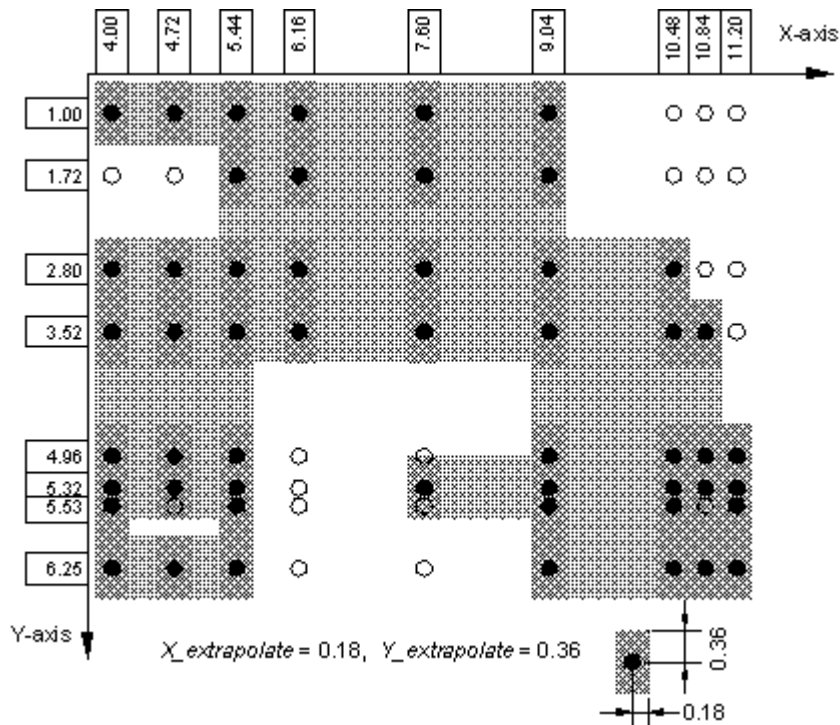 4.00 4.72 5.44 6.16 7.60 9.04 10.48 10.84 11.20
X-axis
1.00
1.72
2.80
3.52
4.96
5.32
5.53
6.25
Y-axis
X_extrapolate = 0.18, Y_extrapolate = 0.36
0.36
0.18